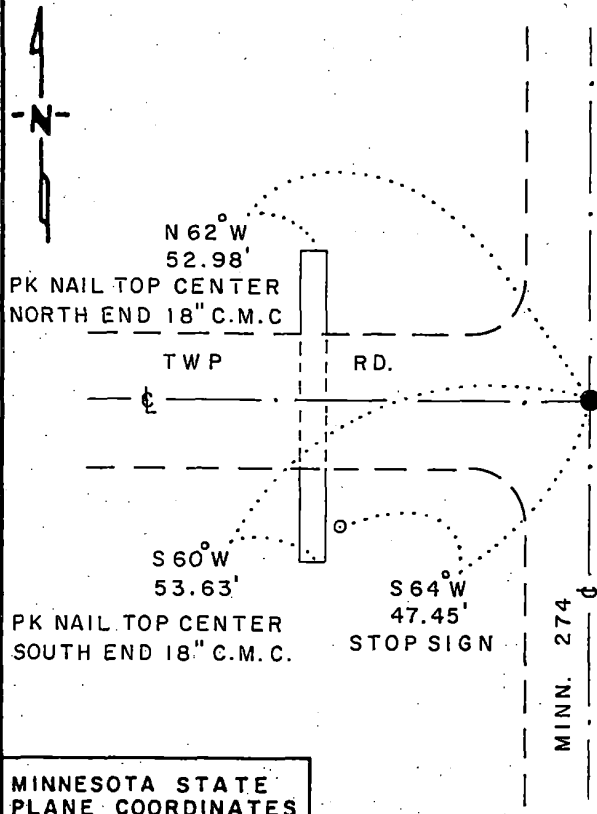 N
N 62° W
52.98'
PK NAIL TOP CENTER
NORTH END 18" C.M.C
TWP RD.
℄
S 60° W
53.63'
PK NAIL TOP CENTER
SOUTH END 18" C.M.C.
S 64° W
47.45'
STOP SIGN
MINN. 274 ℄
MINNESOTA STATE
PLANE COORDINATES